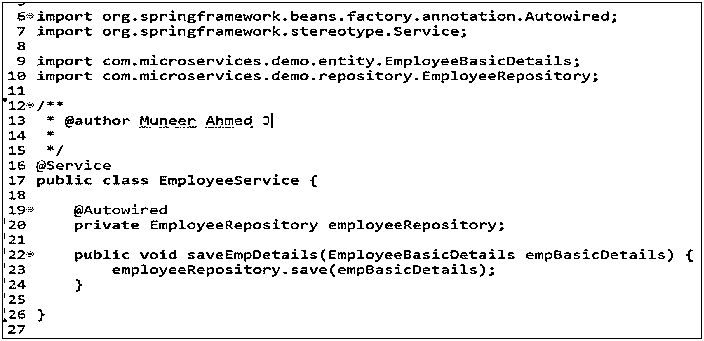 6 import org.springframework.beans.factory.annotation.Autowired;
7 import org.springframework.stereotype.Service;
8
9 import com.microservices.demo.entity.EmployeeBasicDetails;
10 import com.microservices.demo.repository.EmployeeRepository;
11
12 /**
13  * @author Muneer Ahmed J
14  *
15  */
16 @Service
17 public class EmployeeService {
18
19     @Autowired
20     private EmployeeRepository employeeRepository;
21
22     public void saveEmpDetails(EmployeeBasicDetails empBasicDetails) {
23         employeeRepository.save(empBasicDetails);
24     }
25
26 }
27